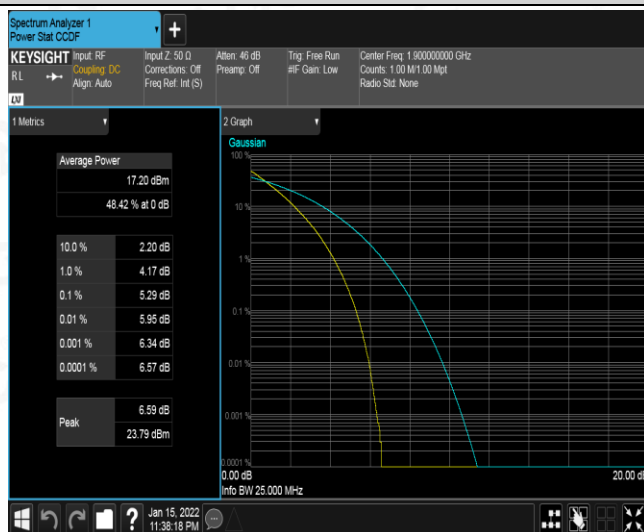 Spectrum Analyzer 1
Power Stat CCDF
+
KEYSIGHT
RL
LXI
Input: RF
Coupling: DC
Align: Auto
Input Z: 50 Ω
Corrections: Off
Freq Ref: Int (S)
Atten: 46 dB
Preamp: Off
Trig: Free Run
#IF Gain: Low
Center Freq: 1.900000000 GHz
Counts: 1.00 M/1.00 Mpt
Radio Std: None
1 Metrics
Average Power
17.20 dBm
48.42 % at 0 dB
10.0 % 2.20 dB
1.0 % 4.17 dB
0.1 % 5.29 dB
0.01 % 5.95 dB
0.001 % 6.34 dB
0.0001 % 6.57 dB
Peak
6.59 dB
23.79 dBm
2 Graph
Gaussian
100 %
10 %
1 %
0.1 %
0.01 %
0.001 %
0.0001 %
0.00 dB
20.00 dB
Info BW 25.000 MHz
?
Jan 15, 2022
11:38:18 PM